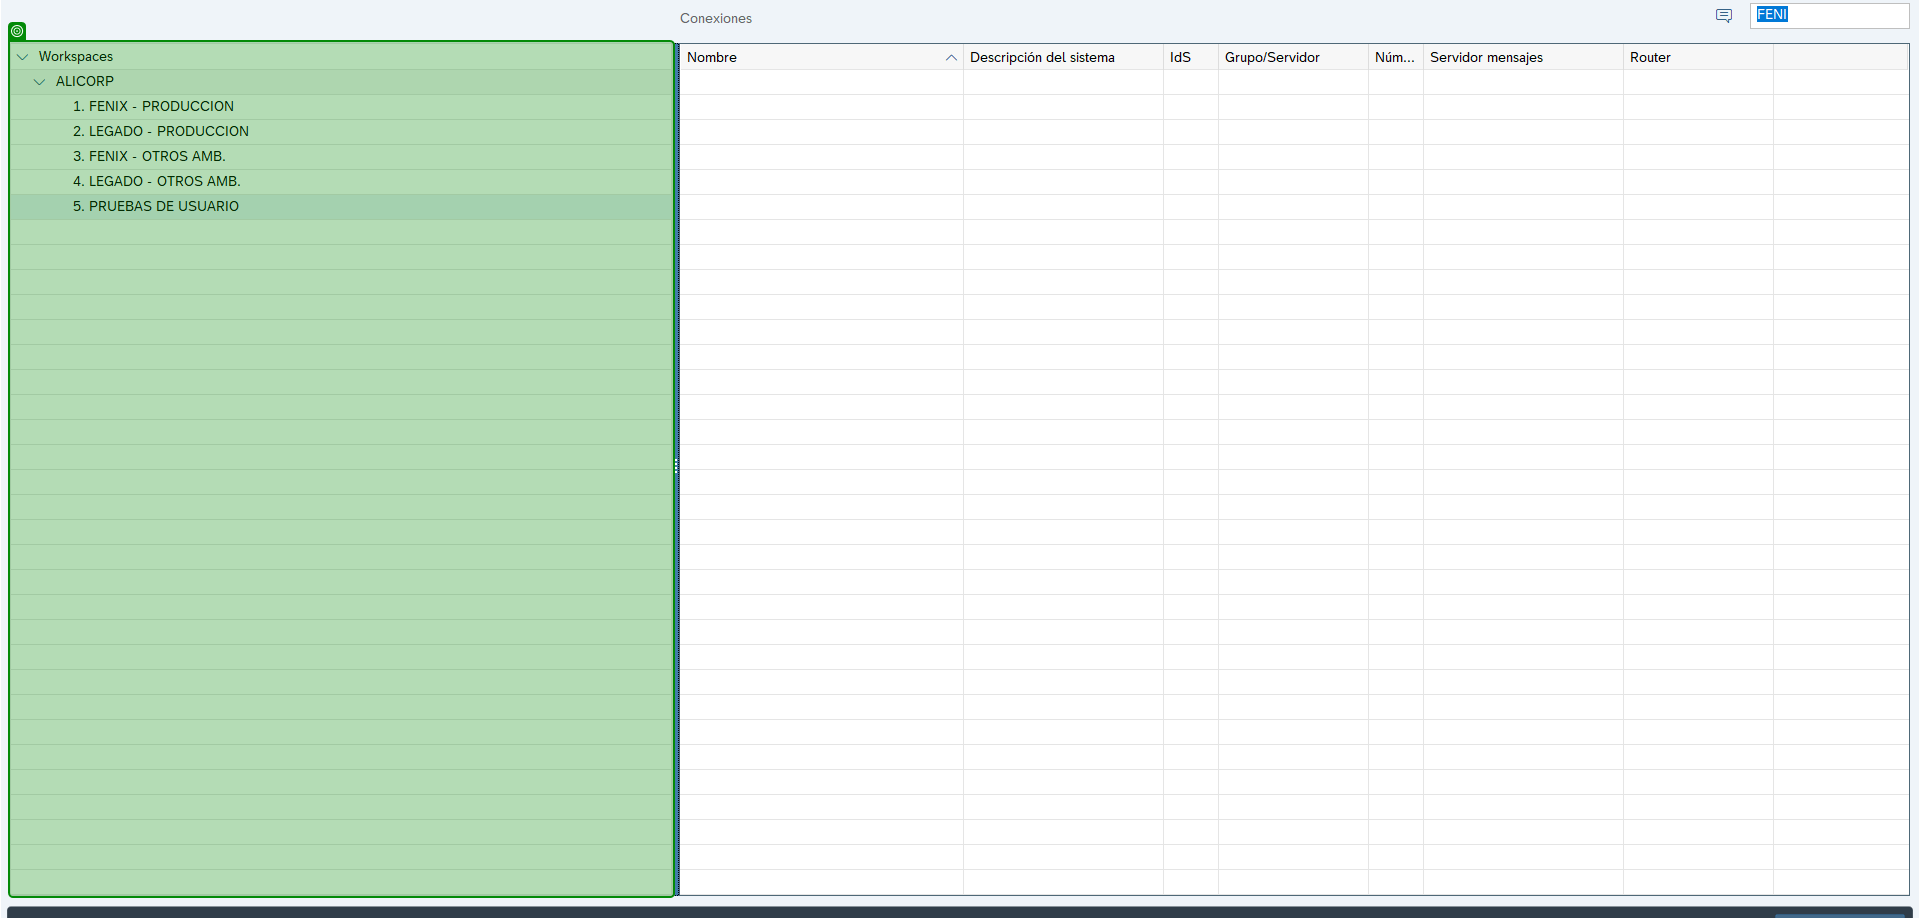 Conexiones
FENI
Workspaces
ALICORP
1. FENIX - PRODUCCION
2. LEGADO - PRODUCCION
3. FENIX - OTROS AMB.
4. LEGADO - OTROS AMB.
5. PRUEBAS DE USUARIO
Nombre Descripción del sistema IdS Grupo/Servidor Núm... Servidor mensajes Router